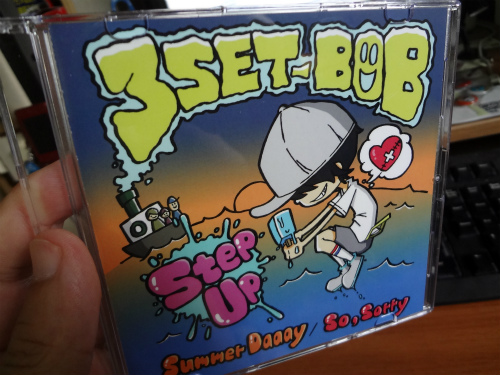 3SET-BOB
Step
Up
Summer Daaay / So, Sorry